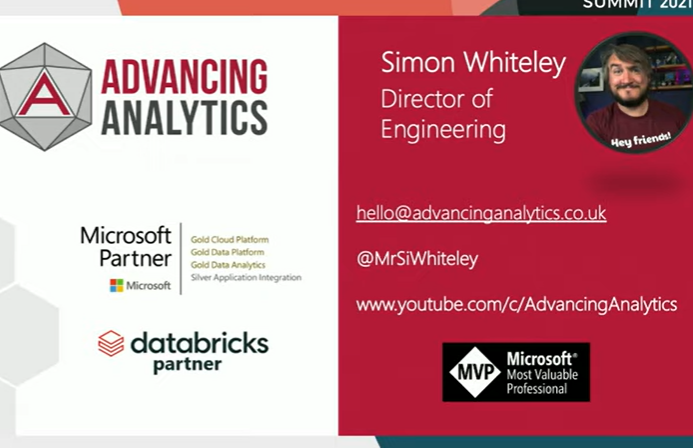 SUMMIT 2021
A
ADVANCING
ANALYTICS
Simon Whiteley
Director of
Engineering
Hey friends!
hello@advancinganalytics.co.uk
@MrSiWhiteley
www.youtube.com/c/AdvancingAnalytics
Microsoft
Partner
Microsoft
Gold Cloud Platform
Gold Data Platform
Gold Data Analytics
Silver Application Integration
databricks
partner
MVP
Microsoft®
Most Valuable
Professional